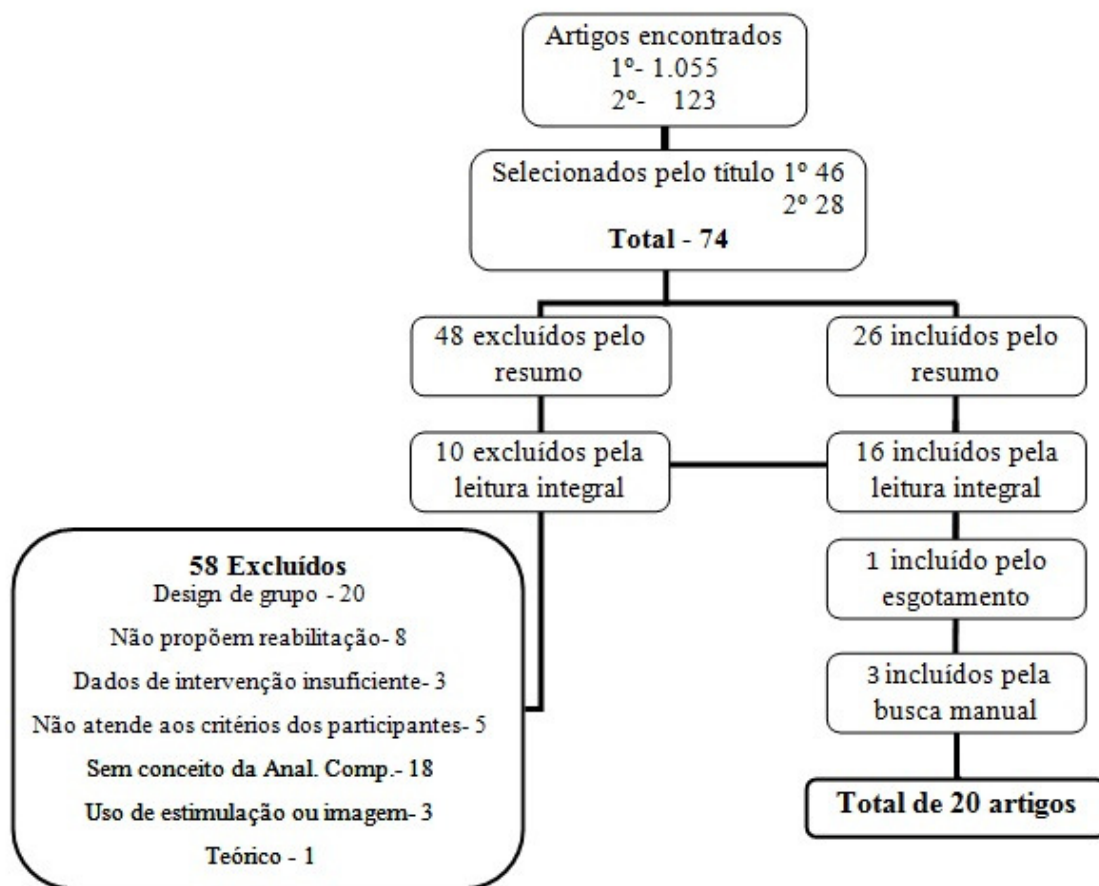 Artigos encontrados
1º- 1.055
2º- 123
Selecionados pelo título 1º 46
2º 28
Total - 74
48 excluídos pelo
resumo
26 incluídos pelo
resumo
10 excluídos pela
leitura integral
16 incluídos pela
leitura integral
58 Excluídos
Design de grupo - 20
Não propõem reabilitação- 8
Dados de intervenção insuficiente- 3
Não atende aos critérios dos participantes- 5
Sem conceito da Anal. Comp.- 18
Uso de estimulação ou imagem- 3
Teórico - 1
1 incluído pelo
esgotamento
3 incluídos pela
busca manual
Total de 20 artigos